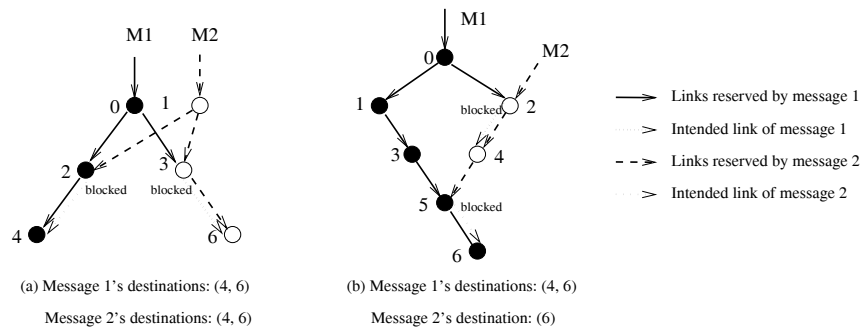 M1
M2
0
1
2
3
blocked
blocked
4
6
(a) Message 1's destinations: (4, 6)
Message 2's destinations: (4, 6)
M1
M2
0
1
blocked
2
3
4
5
blocked
6
(b) Message 1's destinations: (4, 6)
Message 2's destination: (6)
Links reserved by message 1
Intended link of message 1
Links reserved by message 2
Intended link of message 2